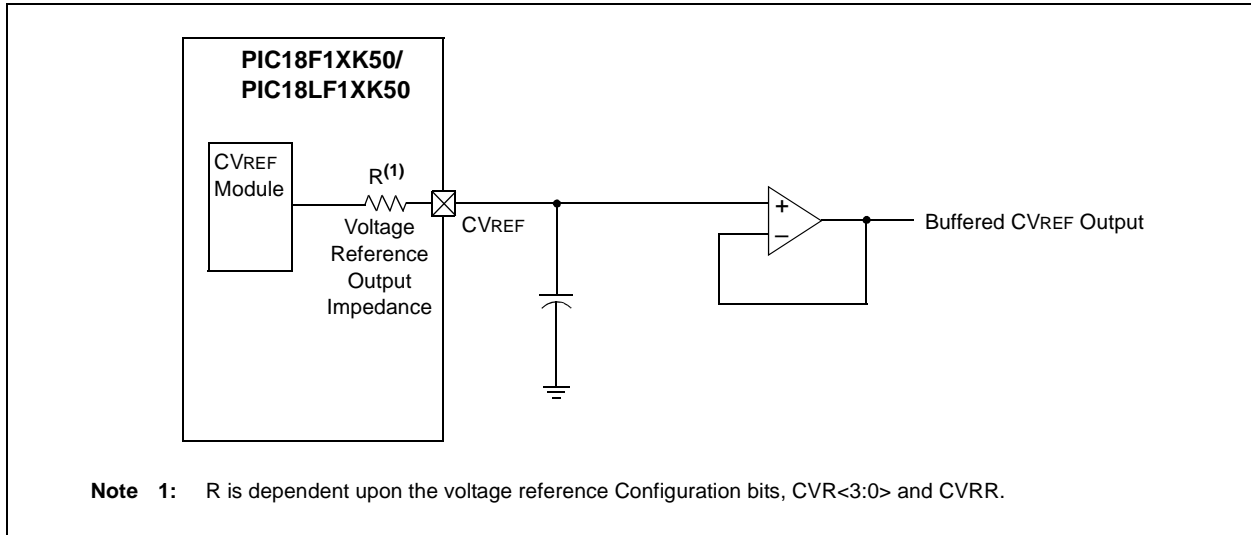 PIC18F1XK50/
PIC18LF1XK50
CVREF
Module
R(1)
Voltage
Reference
Output
Impedance
CVREF
+
–
Buffered CVREF Output
Note 1: R is dependent upon the voltage reference Configuration bits, CVR<3:0> and CVRR.